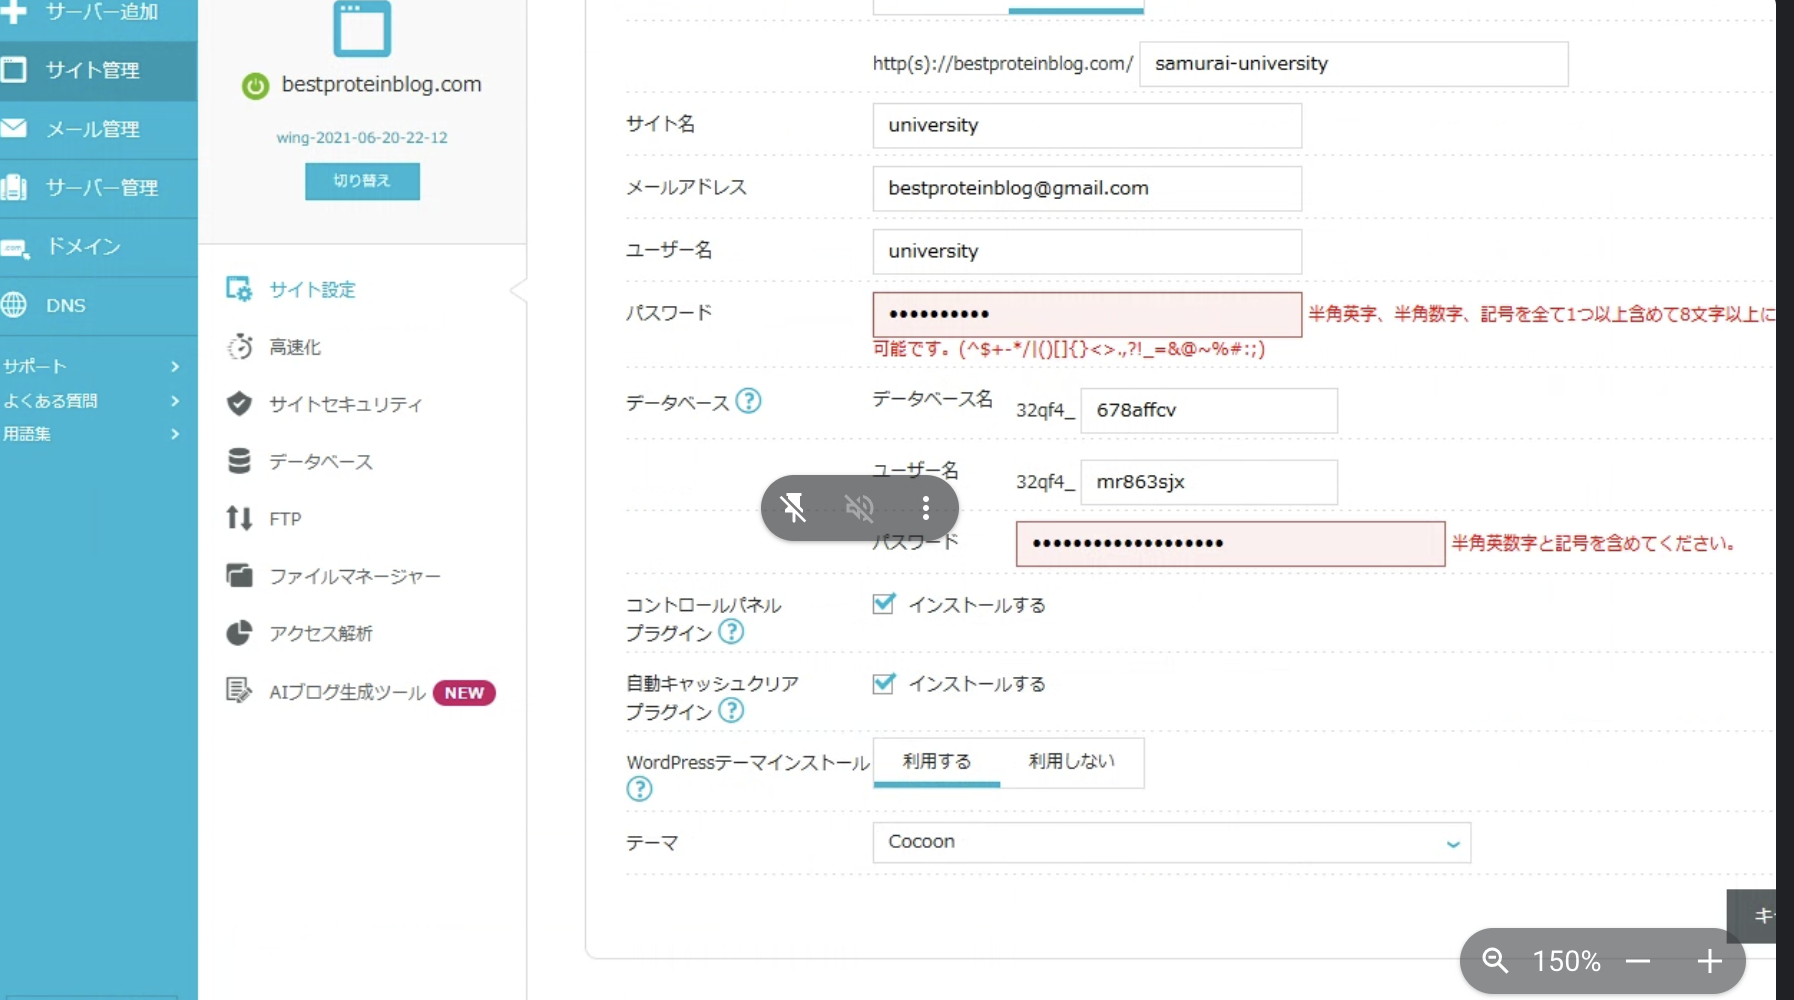 サーバー追加
サイト管理
メール管理
サーバー管理
ドメイン
DNS
サポート
よくある質問
用語集
bestproteinblog.com
wing-2021-06-20-22-12
切り替え
サイト設定
高速化
サイトセキュリティ
データベース
FTP
ファイルマネージャー
アクセス解析
AIブログ生成ツール NEW
http(s)://bestproteinblog.com/ samurai-university
サイト名 university
メールアドレス bestproteinblog@gmail.com
ユーザー名 university
パスワード •••••••••• 半角英字、半角数字、記号を全て1つ以上含めて8文字以上に
可能です。(^$+-*/|()[]{}<>.,?!_=&@~%#:;)
データベース ? データベース名 32qf4_ 678affcv
ユーザー名 32qf4_ mr863sjx
パスワード ••••••••••••••••••• 半角英数字と記号を含めてください。
コントロールパネル
プラグイン ? インストールする
自動キャッシュクリア
プラグイン ? インストールする
WordPressテーマインストール 利用する 利用しない
?
テーマ Cocoon
キ
150%